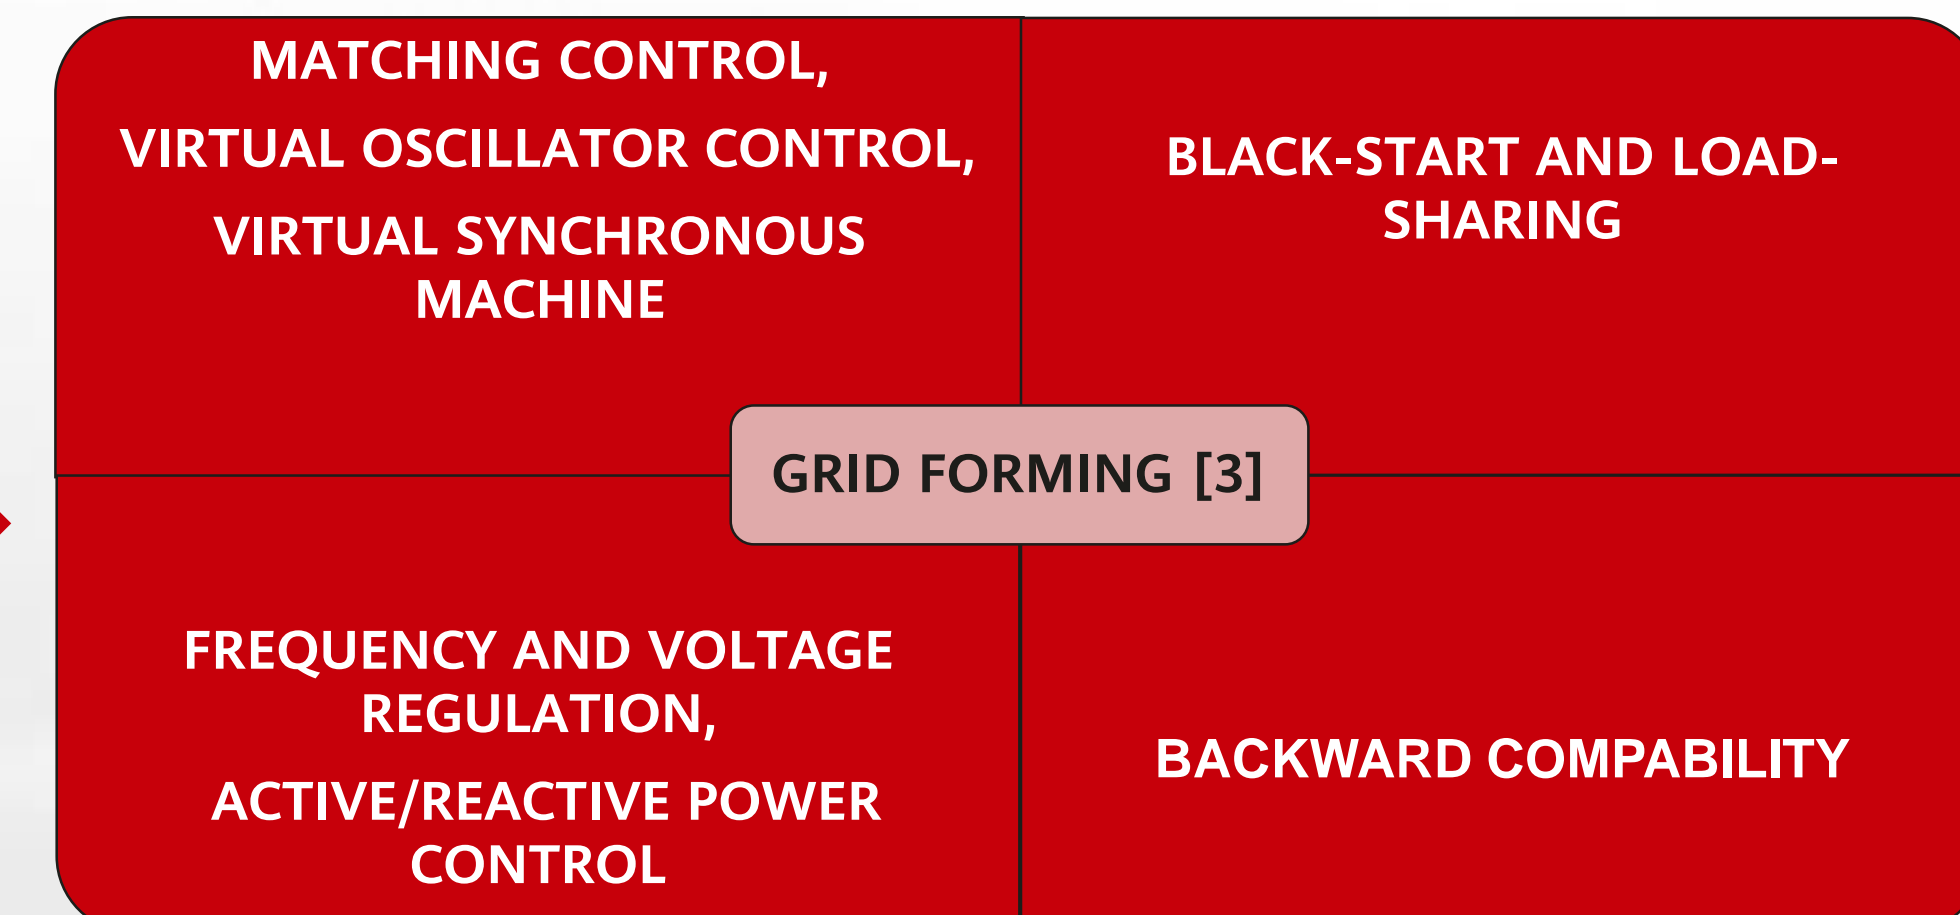 MATCHING CONTROL,
VIRTUAL OSCILLATOR CONTROL,
VIRTUAL SYNCHRONOUS
MACHINE
BLACK-START AND LOAD-
SHARING
GRID FORMING [3]
FREQUENCY AND VOLTAGE
REGULATION,
ACTIVE/REACTIVE POWER
CONTROL
BACKWARD COMPABILITY